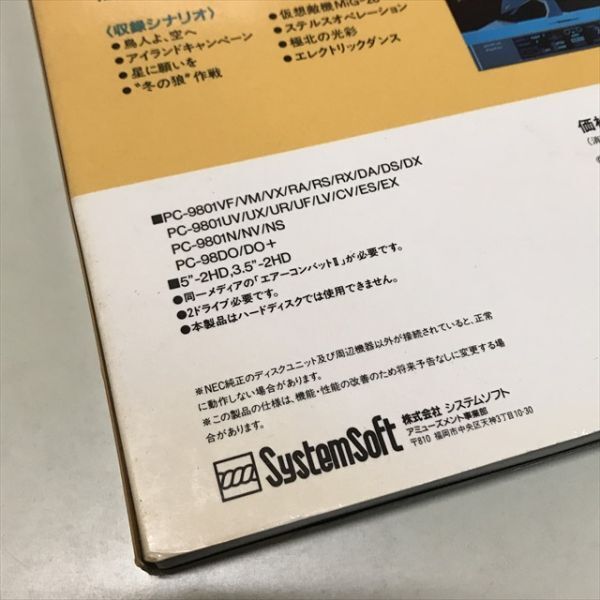 〈収録シナリオ〉
●鳥人よ、空へ
●アイランドキャンペーン
●星に願いを
●“冬の狼”作戦
●仮想敵機MiG-28
●ステルスオペレーション
●極北の光彩
●エレクトリックダンス
価
■PC-9801VF/VM/VX/RA/RS/RX/DA/DS/DX
PC-9801UV/UX/UR/UF/LV/CV/ES/EX
PC-9801N/NV/NS
PC-98DO/DO+
■5"-2HD,3.5"-2HD
●同一メディアの「エアーコンバットⅡ」が必要です。
●2ドライブ必要です。
●本製品はハードディスクでは使用できません。
※NEC純正のディスクユニット及び周辺機器以外が接続されていると、正常
に動作しない場合があります。
※この製品の仕様は、機能・性能の改善のため将来予告なしに変更する場
合があります。
SystemSoft 株式会社 システムソフト
アミューズメント事業部
〒810 福岡市中央区天神3丁目10-30